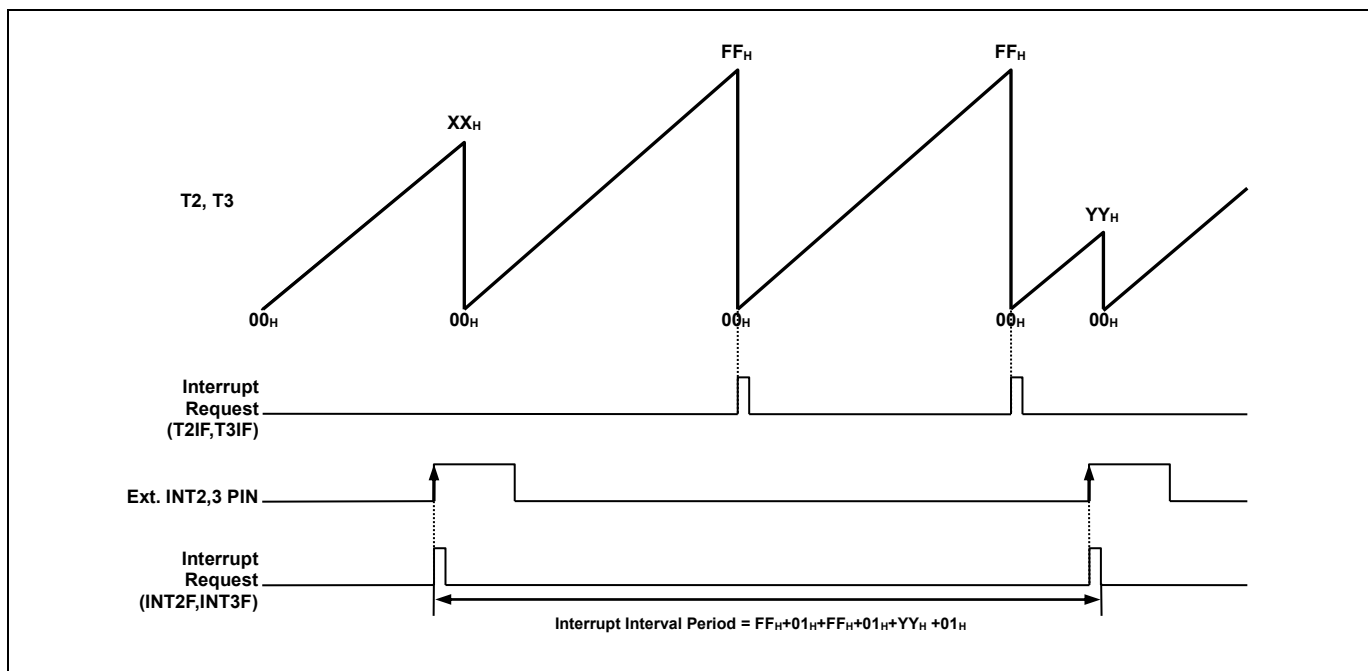 FFH
FFH
XXH
T2, T3
YYH
00H
00H
00H
00H
00H
Interrupt
Request
(T2IF,T3IF)
Ext. INT2,3 PIN
Interrupt
Request
(INT2F,INT3F)
Interrupt Interval Period = FFH+01H+FFH+01H+YYH +01H